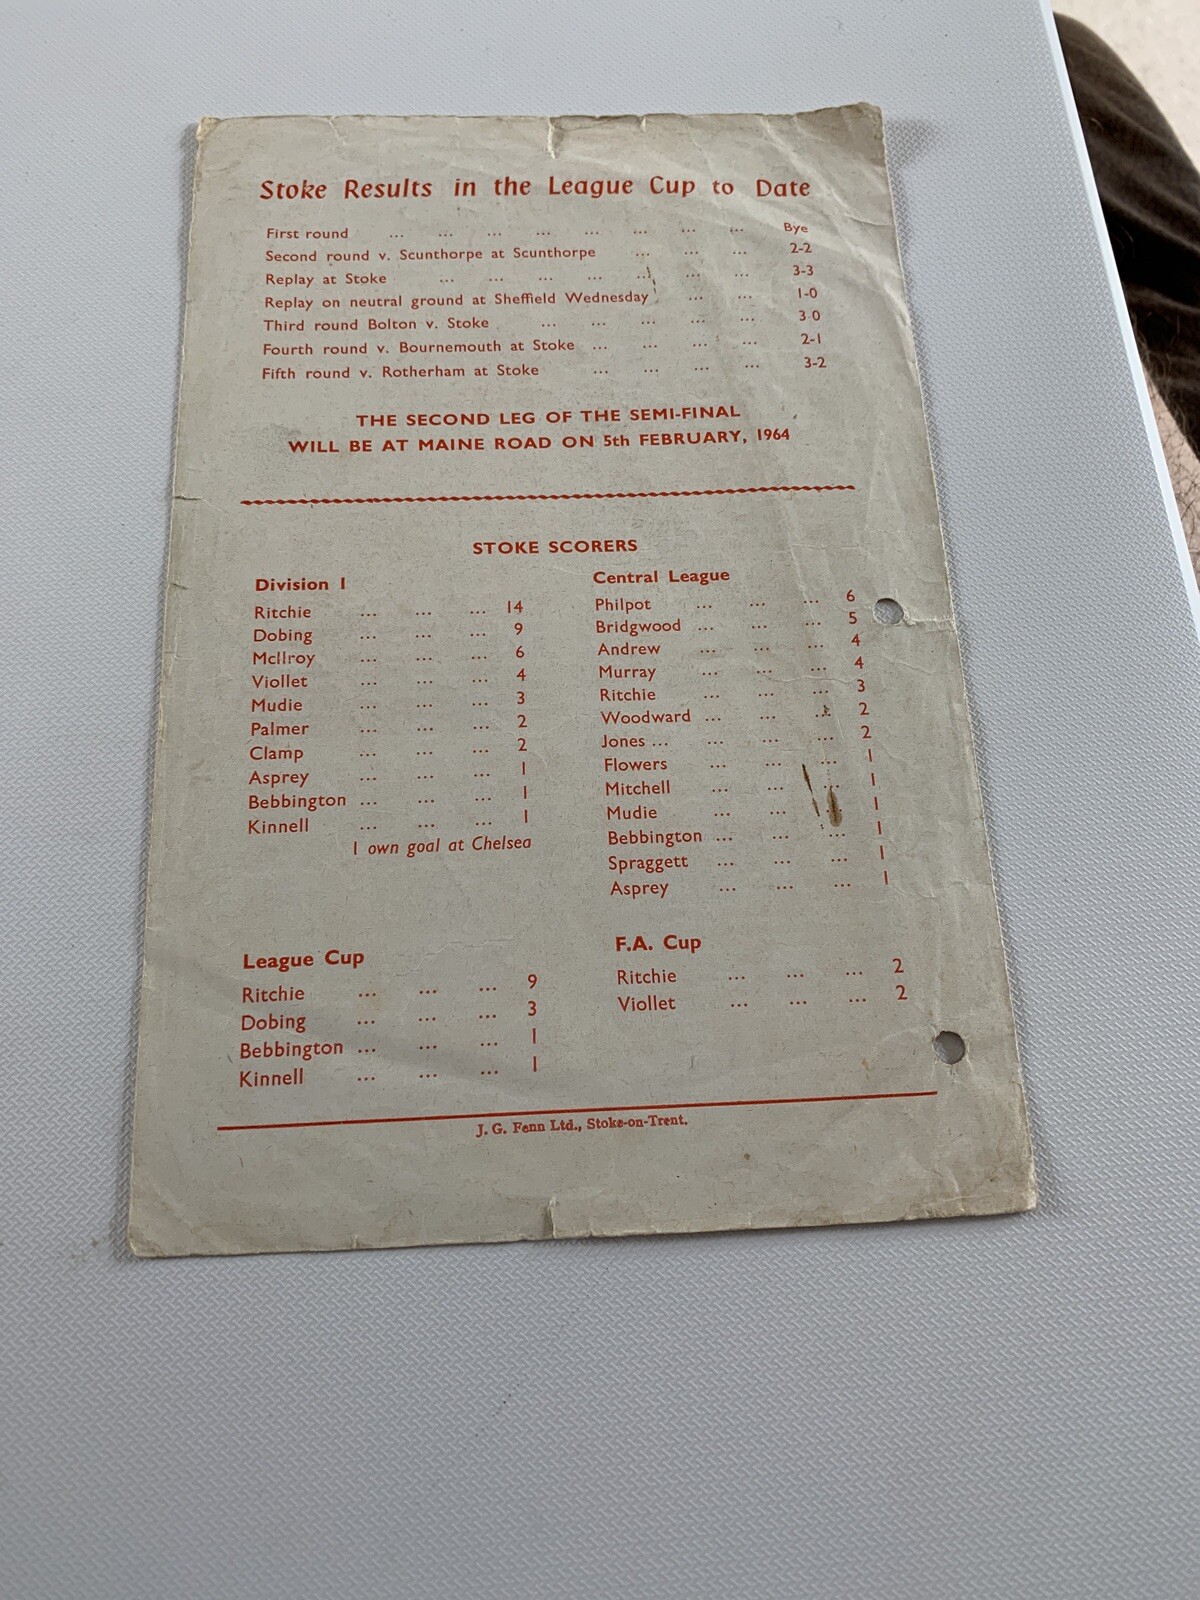 Stoke Results in the League Cup to Date
First round ... ... ... ... ... ... ... ... Bye
Second round v. Scunthorpe at Scunthorpe ... ... ... 2-2
Replay at Stoke ... ... ... ... ... ... ... 3-3
Replay on neutral ground at Sheffield Wednesday ... ... 1-0
Third round Bolton v. Stoke ... ... ... ... ... 3 0
Fourth round v. Bournemouth at Stoke ... ... ... ... 2-1
Fifth round v. Rotherham at Stoke ... ... ... ... 3-2
THE SECOND LEG OF THE SEMI-FINAL
WILL BE AT MAINE ROAD ON 5th FEBRUARY, 1964
STOKE SCORERS
Division I
Ritchie ... ... ... 14
Dobing ... ... ... 9
McIlroy ... ... ... 6
Viollet ... ... ... 4
Mudie ... ... ... 3
Palmer ... ... ... 2
Clamp ... ... ... 2
Asprey ... ... ... 1
Bebbington ... ... ... 1
Kinnell ... ... ... 1
1 own goal at Chelsea
Central League
Philpot ... ... ... 6
Bridgwood ... ... ... 5
Andrew ... ... ... 4
Murray ... ... ... 4
Ritchie ... ... ... 3
Woodward ... ... ... 2
Jones ... ... ... ... 2
Flowers ... ... ... 1
Mitchell ... ... ... 1
Mudie ... ... ... 1
Bebbington ... ... ... 1
Spraggett ... ... ... 1
Asprey ... ... ... 1
League Cup
Ritchie ... ... ... 9
Dobing ... ... ... 3
Bebbington ... ... ... 1
Kinnell ... ... ... 1
F.A. Cup
Ritchie ... ... ... 2
Viollet ... ... ... 2
J. G. Fenn Ltd., Stoke-on-Trent.